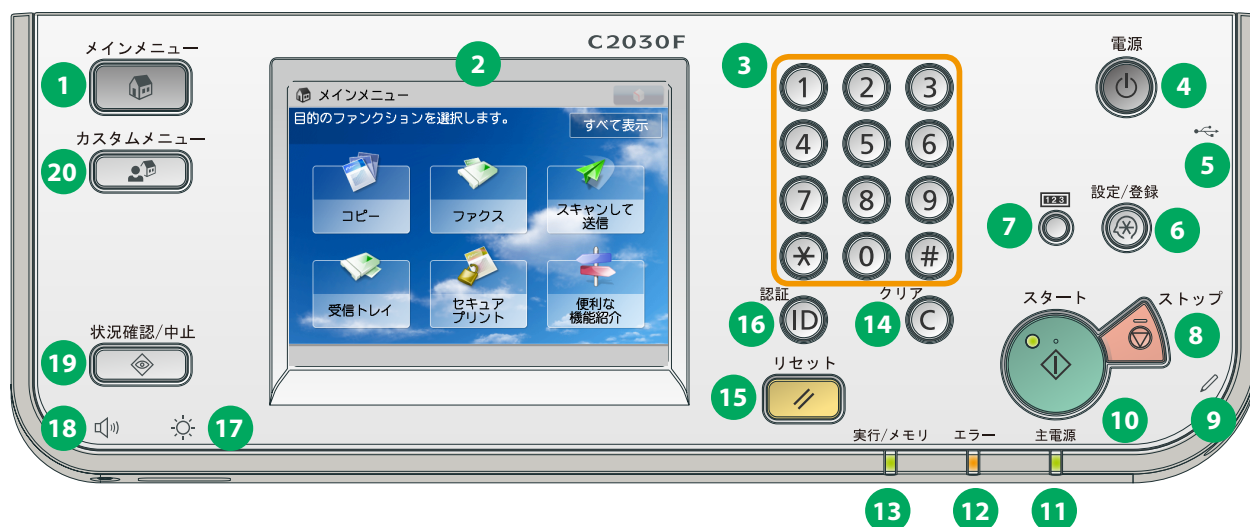 C2030F
メインメニュー
1
カスタムメニュー
20
状況確認/中止
19
18
17
2
メインメニュー
目的のファンクションを選択します。
すべて表示
コピー
ファクス
スキャンして
送信
受信トレイ
セキュア
プリント
便利な
機能紹介
3
1 2 3
4 5 6
7 8 9
* 0 #
認証
16
ID
クリア
14
C
リセット
15
電源
4
5
123
7
設定/登録
6
スタート
ストップ
8
10
9
実行/メモリ
エラー
主電源
13
12
11